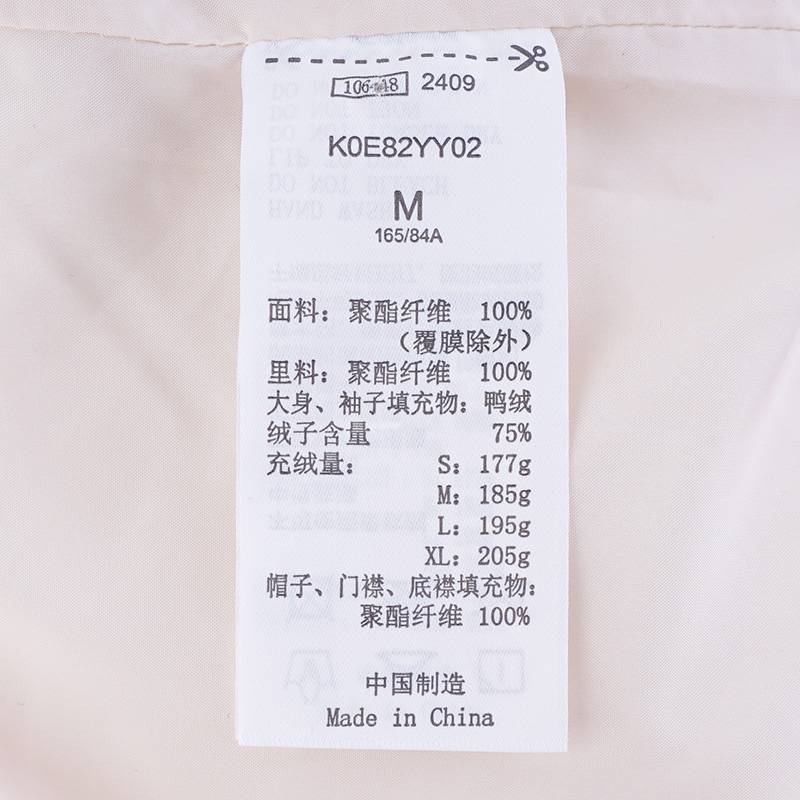 106-48 2409
K0E82YY02
M
165/84A
面料：聚酯纤维 100%
（覆膜除外）
里料：聚酯纤维 100%
大身、袖子填充物：鸭绒
绒子含量 75%
充绒量： S：177g
M：185g
L：195g
XL：205g
帽子、门襟、底襟填充物：
聚酯纤维 100%
中国制造
Made in China